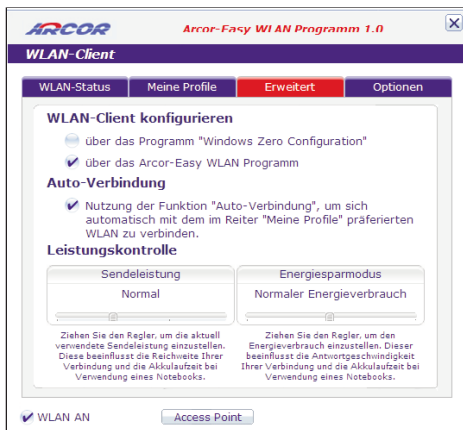 ARCOR
Arcor-Easy WLAN Programm 1.0
WLAN-Client
WLAN-Status Meine Profile Erweitert Optionen
WLAN-Client konfigurieren
über das Programm "Windows Zero Configuration"
über das Arcor-Easy WLAN Programm
Auto-Verbindung
Nutzung der Funktion "Auto-Verbindung", um sich
automatisch mit dem im Reiter "Meine Profile" präferierten
WLAN zu verbinden.
Leistungskontrolle
Sendeleistung
Normal
Ziehen Sie den Regler, um die aktuell
verwendete Sendeleistung einzustellen.
Diese beeinflusst die Reichweite Ihrer
Verbindung und die Akkulaufzeit bei
Verwendung eines Notebooks.
Energiesparmodus
Normaler Energieverbrauch
Ziehen Sie den Regler, um den
Energieverbrauch einzustellen. Dieser
beeinflusst die Antwortgeschwindigkeit
Ihrer Verbindung und die Akkulaufzeit bei
Verwendung eines Notebooks.
WLAN AN
Access Point